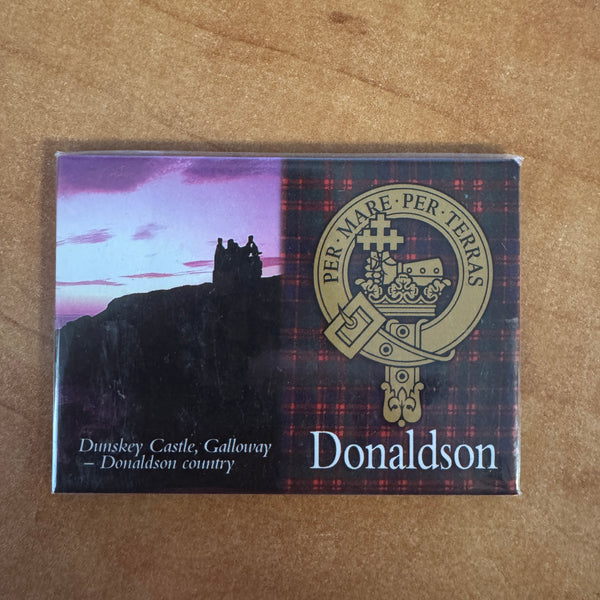 PER · MARE · PER · TERRAS
Dunskey Castle, Galloway
– Donaldson country
Donaldson